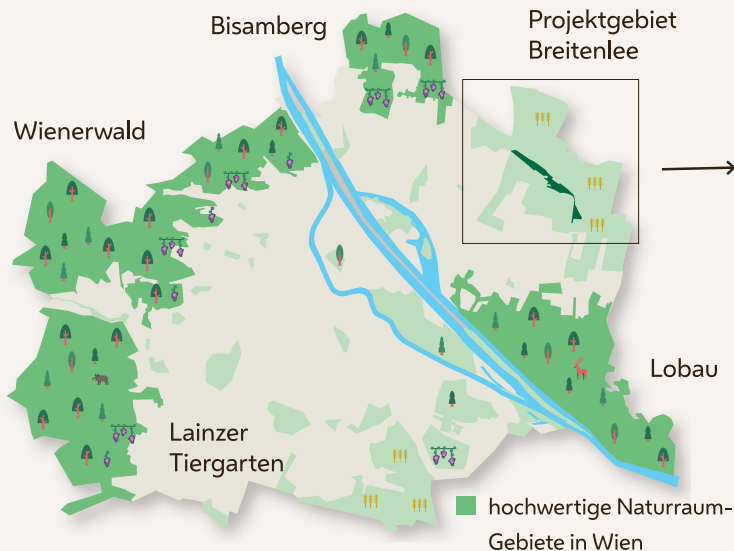 Bisamberg
Projektgebiet
Breitenlee
Wienerwald
Lobau
Lainzer
Tiergarten
hochwertige Naturraum-
Gebiete in Wien